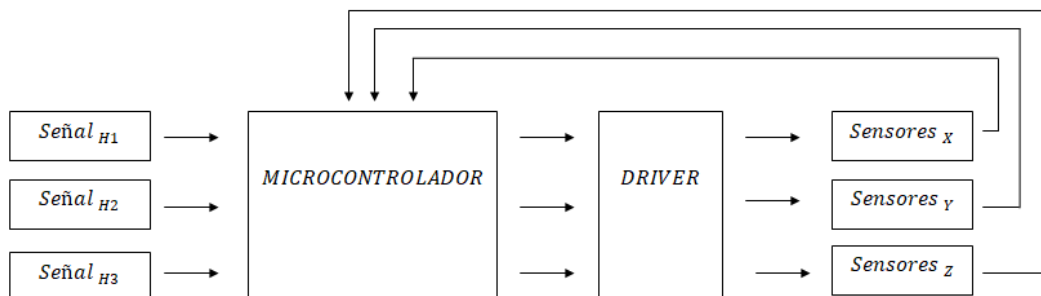 Señal H1
MICROCONTROLADOR
DRIVER
Sensores X
Señal H2
Sensores Y
Señal H3
Sensores Z